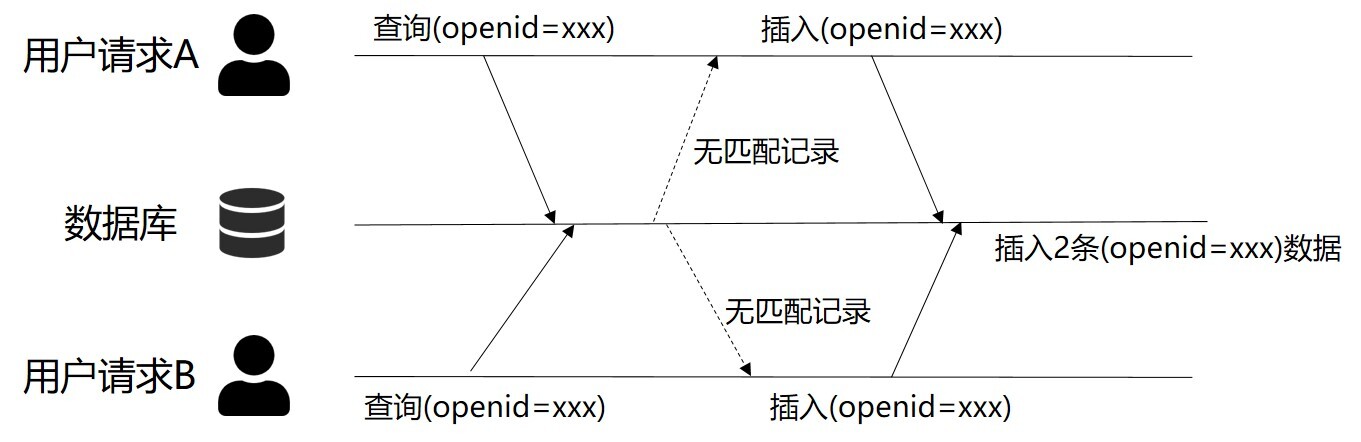 查询(openid=xxx)
插入(openid=xxx)
用户请求A
无匹配记录
数据库
插入2条(openid=xxx)数据
无匹配记录
用户请求B
查询(openid=xxx)
插入(openid=xxx)